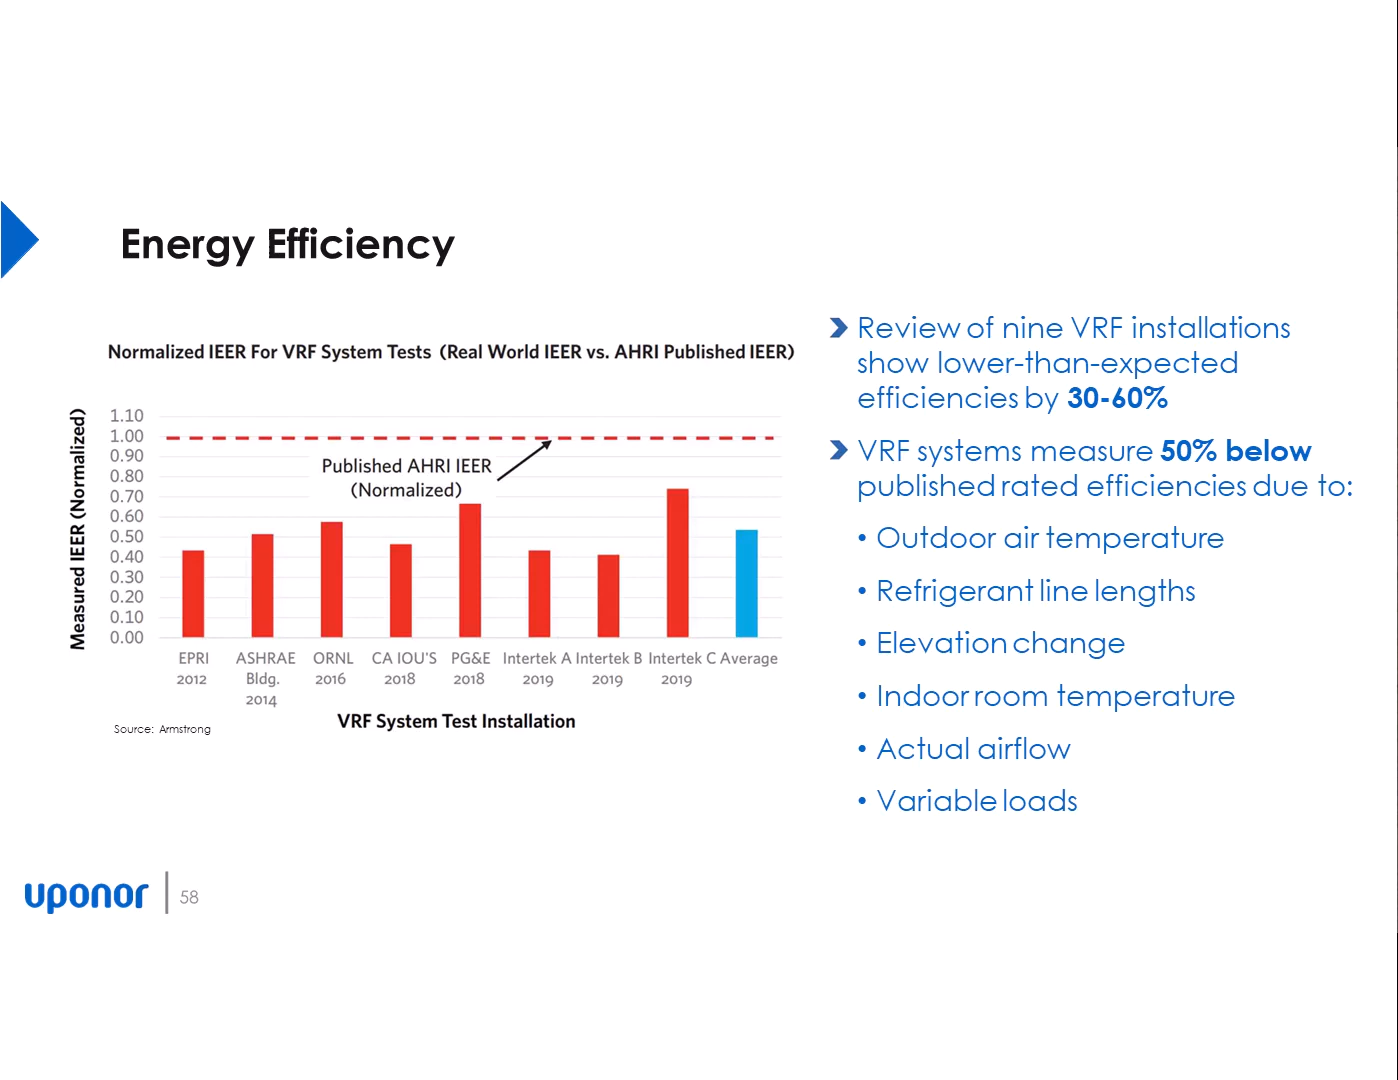 Energy Efficiency
Normalized IEER For VRF System Tests (Real World IEER vs. AHRI Published IEER)
Measured IEER (Normalized)
1.10
1.00
0.90
0.80
0.70
0.60
0.50
0.40
0.30
0.20
0.10
0.00
Published AHRI IEER
(Normalized)
EPRI
2012
ASHRAE
Bldg.
2014
ORNL
2016
CA IOU'S
2018
PG&E
2018
Intertek A
2019
Intertek B
2019
Intertek C
2019
Average
VRF System Test Installation
Source: Armstrong
Review of nine VRF installations
show lower-than-expected
efficiencies by 30-60%
VRF systems measure 50% below
published rated efficiencies due to:
• Outdoor air temperature
• Refrigerant line lengths
• Elevation change
• Indoor room temperature
• Actual airflow
• Variable loads
uponor
58